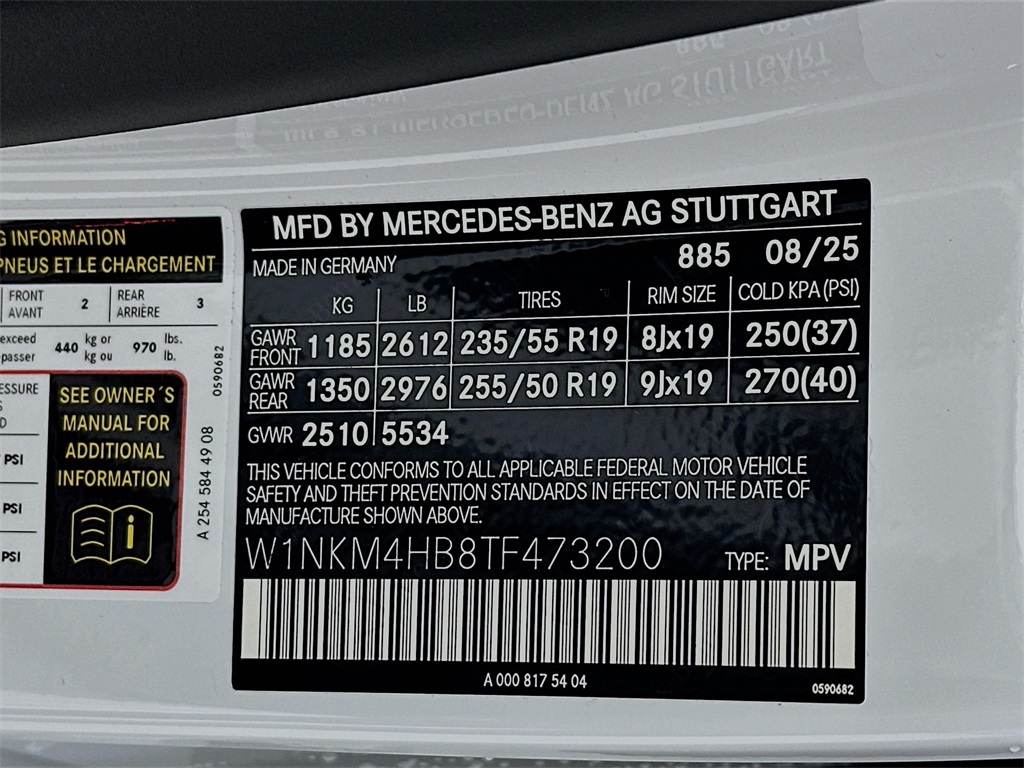 G INFORMATION
PNEUS ET LE CHARGEMENT
FRONT
AVANT
2
REAR
ARRIÈRE
3
exceed
passer
440
kg or
kg ou
970
lbs.
lb.
0590682
ESSURE
S
D
PSI
PSI
PSI
SEE OWNER´S
MANUAL FOR
ADDITIONAL
INFORMATION
i
A 254 584 49 08
MFD BY MERCEDES-BENZ AG STUTTGART
MADE IN GERMANY 885 08/25
KG LB TIRES RIM SIZE COLD KPA (PSI)
GAWR FRONT 1185 2612 235/55 R19 8Jx19 250(37)
GAWR REAR 1350 2976 255/50 R19 9Jx19 270(40)
GVWR 2510 5534
THIS VEHICLE CONFORMS TO ALL APPLICABLE FEDERAL MOTOR VEHICLE
SAFETY AND THEFT PREVENTION STANDARDS IN EFFECT ON THE DATE OF
MANUFACTURE SHOWN ABOVE.
W1NKM4HB8TF473200 TYPE: MPV
A 000 817 54 04
0590682